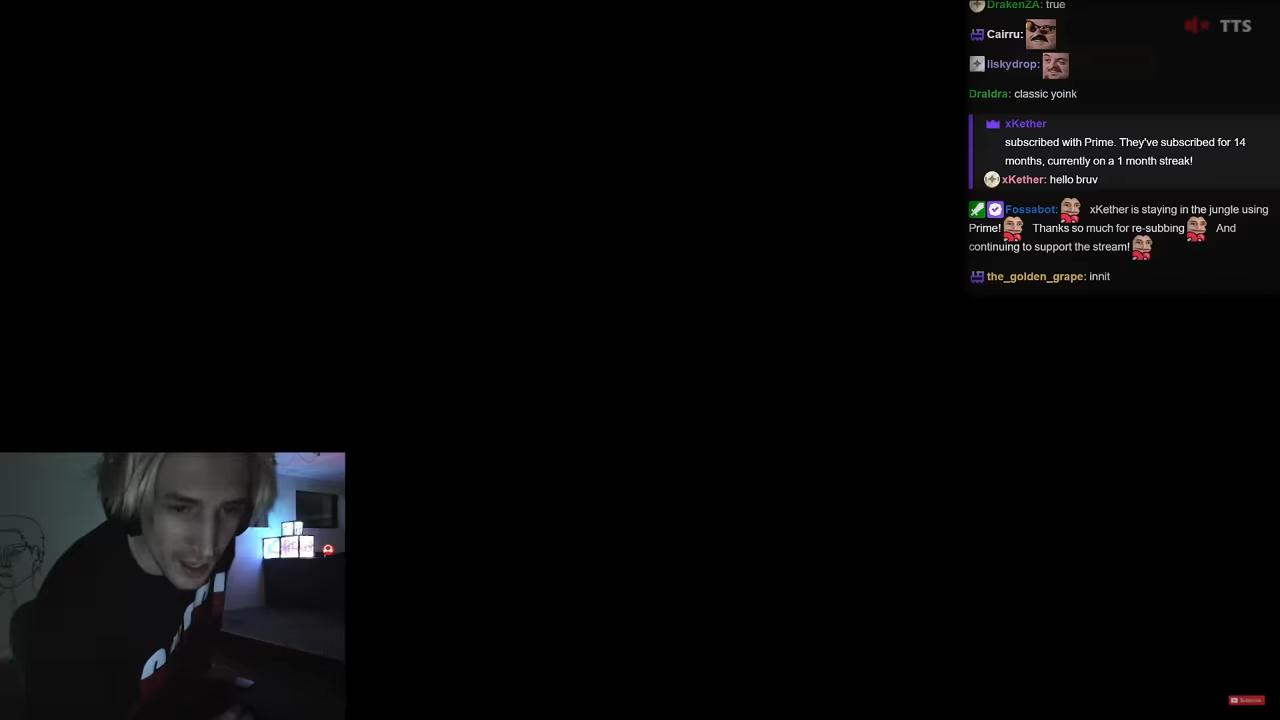 DrakenZA: true
TTS
Cairru:
liskydrop:
Draldra: classic yoink
xKether
subscribed with Prime. They've subscribed for 14
months, currently on a 1 month streak!
xKether: hello bruv
Fossabot: xKether is staying in the jungle using
Prime! Thanks so much for re-subbing And
continuing to support the stream!
the_golden_grape: innit
Subscribe